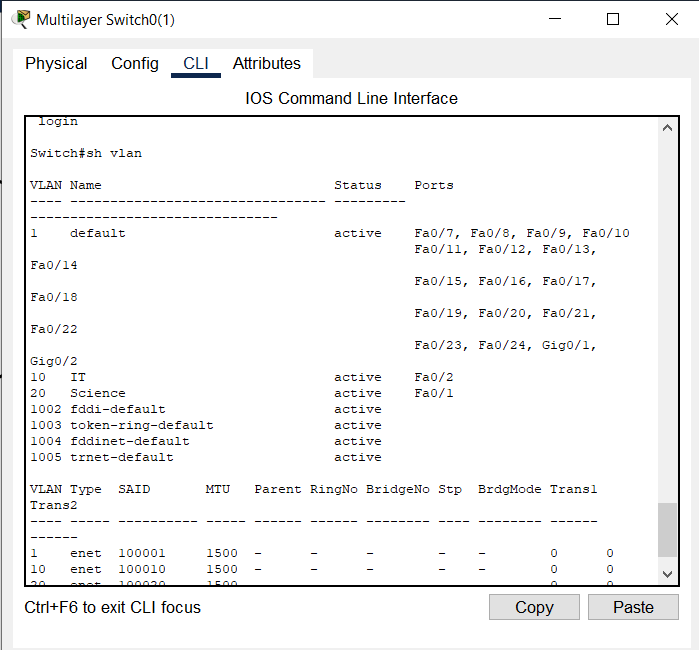 Multilayer Switch0(1)
Physical Config CLI Attributes
IOS Command Line Interface
login
Switch#sh vlan
VLAN Name                             Status    Ports
---- -------------------------------- ---------
-------------------------------
1    default                          active    Fa0/7, Fa0/8, Fa0/9, Fa0/10
                                                Fa0/11, Fa0/12, Fa0/13,
Fa0/14
                                                Fa0/15, Fa0/16, Fa0/17,
Fa0/18
                                                Fa0/19, Fa0/20, Fa0/21,
Fa0/22
                                                Fa0/23, Fa0/24, Gig0/1,
Gig0/2
10   IT                               active    Fa0/2
20   Science                          active    Fa0/1
1002 fddi-default                     active
1003 token-ring-default               active
1004 fddinet-default                  active
1005 trnet-default                    active
VLAN Type  SAID       MTU   Parent RingNo BridgeNo Stp  BrdgMode Trans1
Trans2
---- ----- ---------- ----- ------ ------ -------- ---- -------- ------
------
1    enet  100001     1500  -      -      -        -    -        0      0
10   enet  100010     1500  -      -      -        -    -        0      0
20   enet  100020     1500
Ctrl+F6 to exit CLI focus
Copy Paste